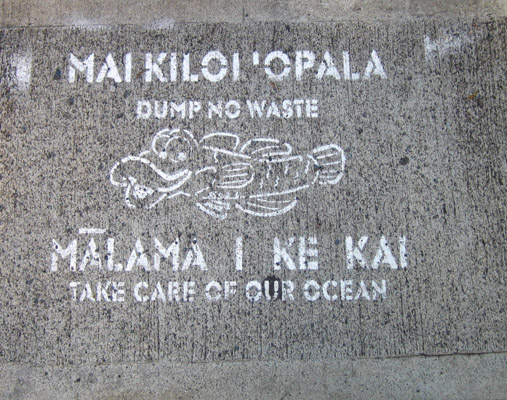 MAI KILOI 'OPALA
DUMP NO WASTE
MĀLAMA I KE KAI
TAKE CARE OF OUR OCEAN